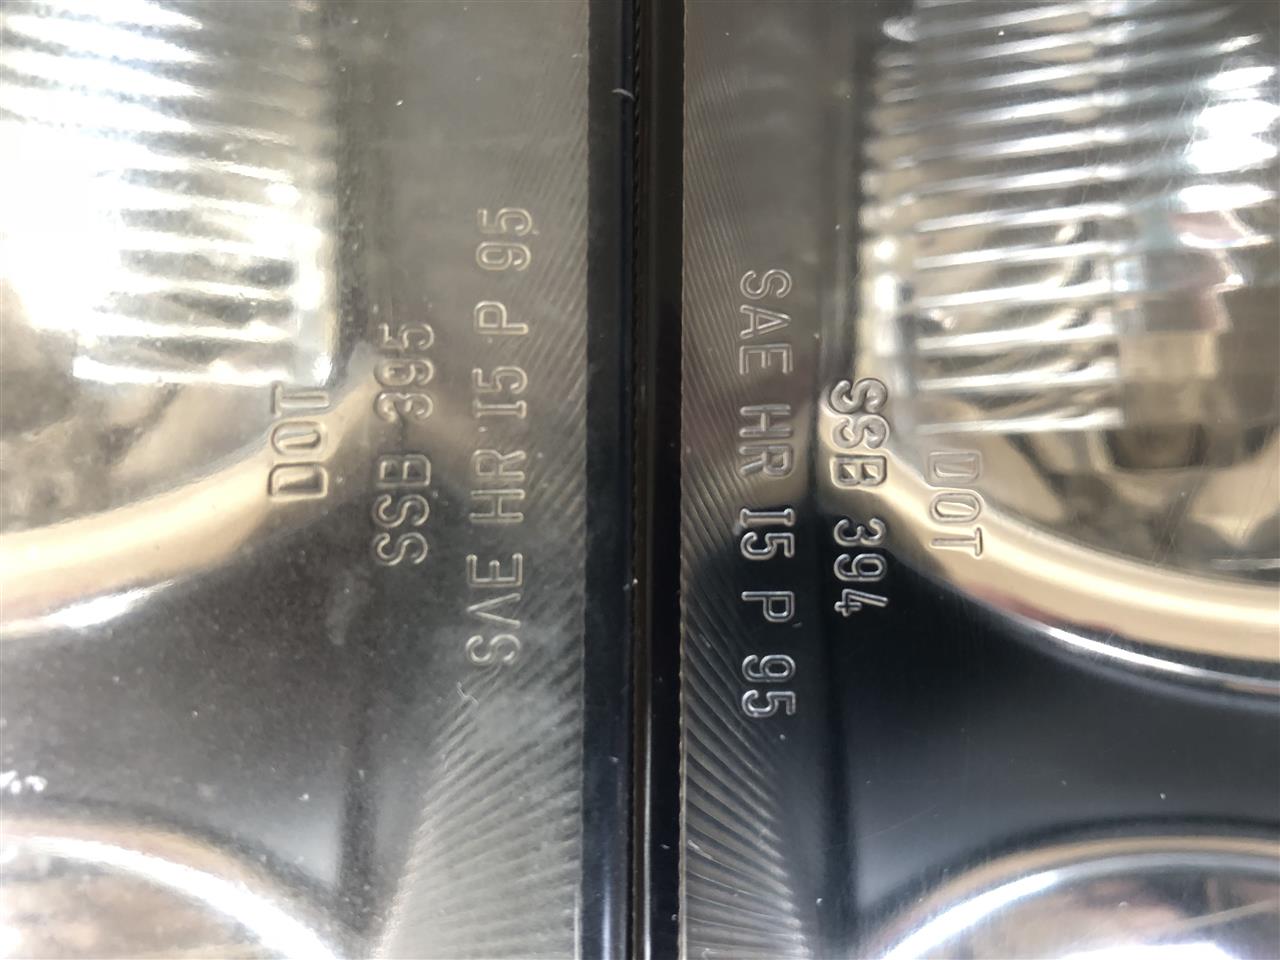 DOT
SSB 395
SAE HR I5 P 95
SAE HR I5 P 95
SSB 394
DOT